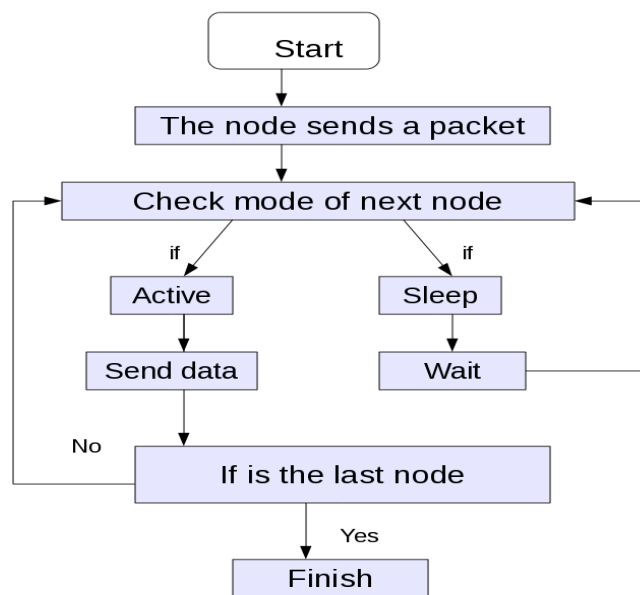 Start
The node sends a packet
Check mode of next node
if
if
Active
Sleep
Send data
Wait
No
If is the last node
Yes
Finish